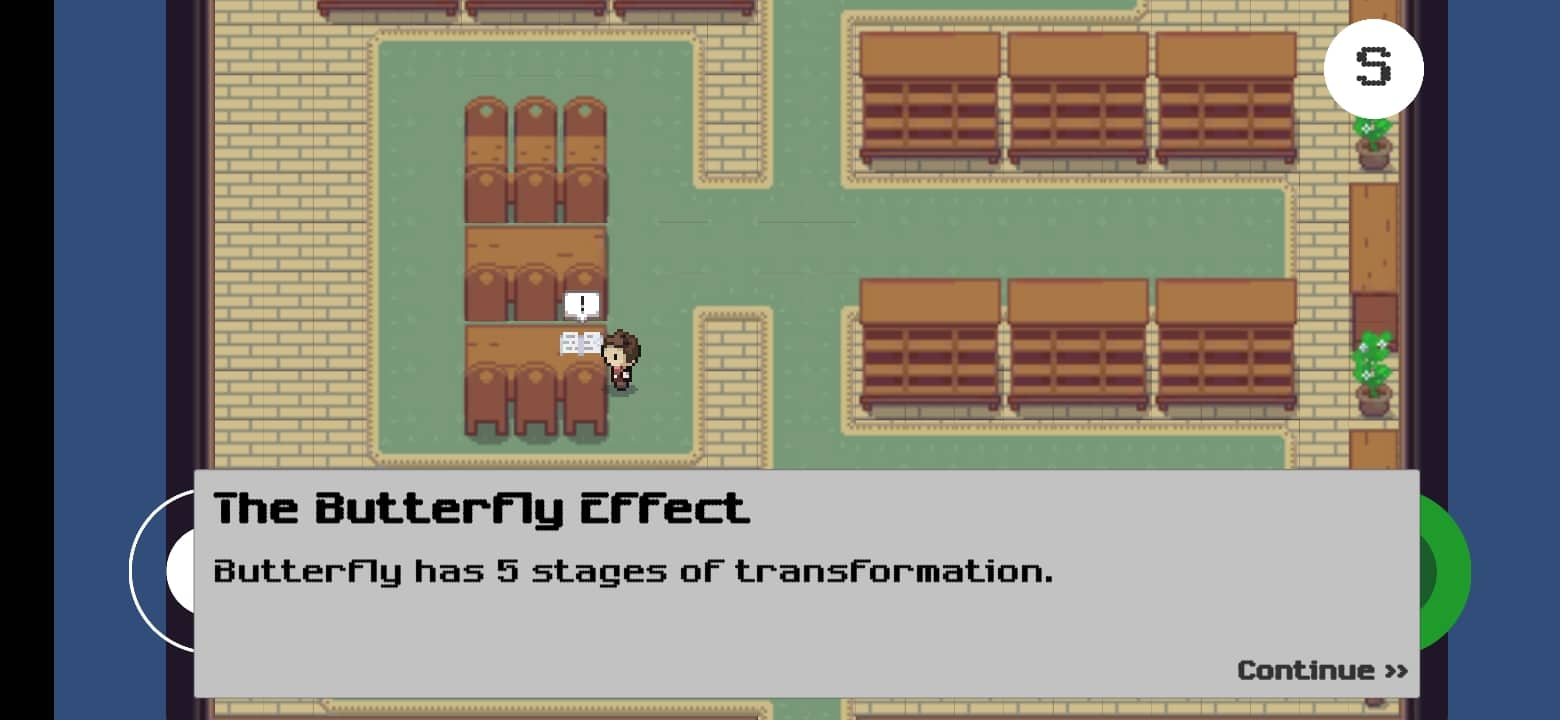 S
!
The Butterfly Effect
Butterfly has 5 stages of transformation.
Continue >>